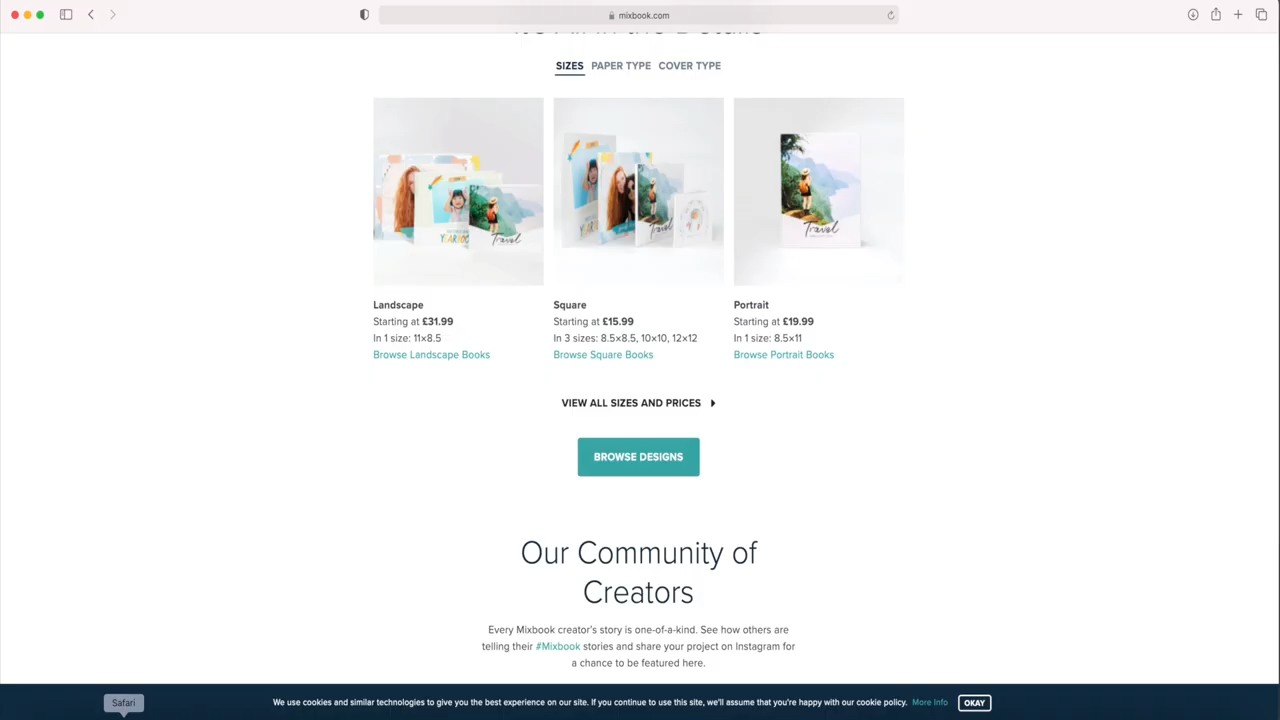 mixbook.com
SIZES PAPER TYPE COVER TYPE
YEARBOOK Travel
Travel
Travel
Landscape
Starting at £31.99
In 1 size: 11×8.5
Browse Landscape Books
Square
Starting at £15.99
In 3 sizes: 8.5×8.5, 10×10, 12×12
Browse Square Books
Portrait
Starting at £19.99
In 1 size: 8.5×11
Browse Portrait Books
VIEW ALL SIZES AND PRICES
BROWSE DESIGNS
Our Community of
Creators
Every Mixbook creator's story is one-of-a-kind. See how others are
telling their #Mixbook stories and share your project on Instagram for
a chance to be featured here.
We use cookies and similar technologies to give you the best experience on our site. If you continue to use this site, we'll assume that you're happy with our cookie policy. More Info OKAY
Safari